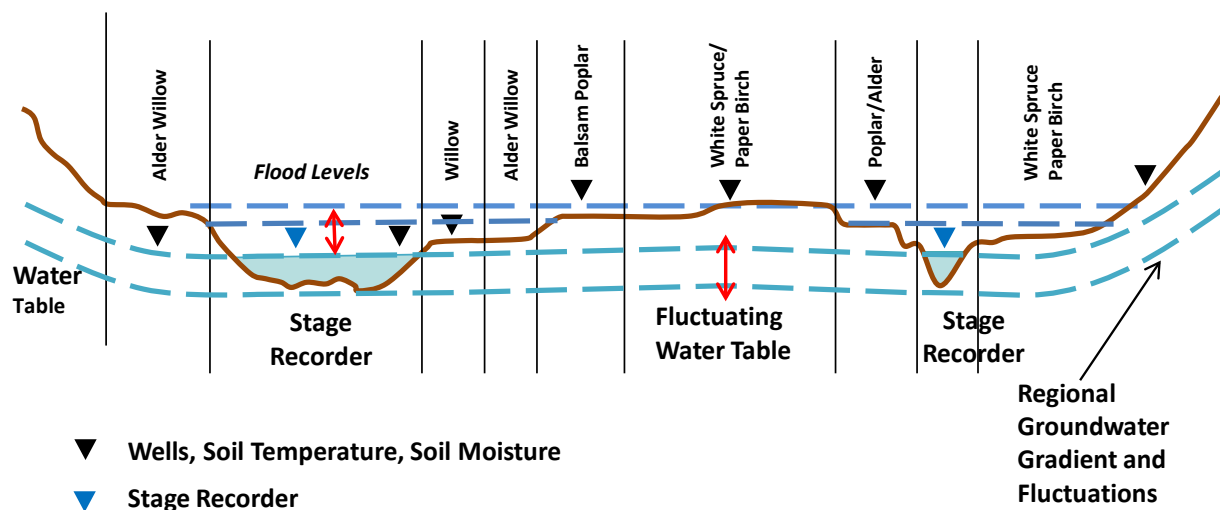 Alder Willow
Flood Levels
Willow
Alder Willow
Balsam Poplar
White Spruce/
Paper Birch
Poplar/Alder
White Spruce
Paper Birch
Water
Table
Stage
Recorder
Fluctuating
Water Table
Stage
Recorder
Regional
Groundwater
Gradient and
Fluctuations
Wells, Soil Temperature, Soil Moisture
Stage Recorder